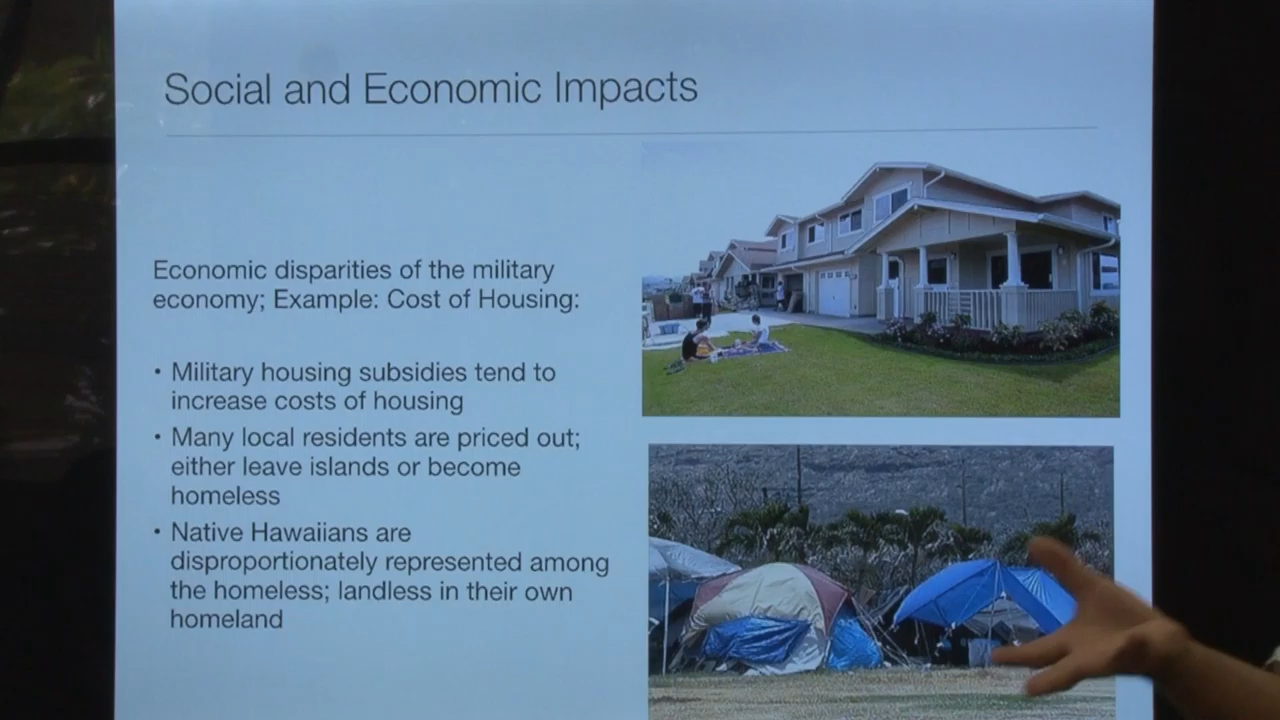 Social and Economic Impacts
Economic disparities of the military
economy; Example: Cost of Housing:
• Military housing subsidies tend to
increase costs of housing
• Many local residents are priced out;
either leave islands or become
homeless
• Native Hawaiians are
disproportionately represented among
the homeless; landless in their own
homeland